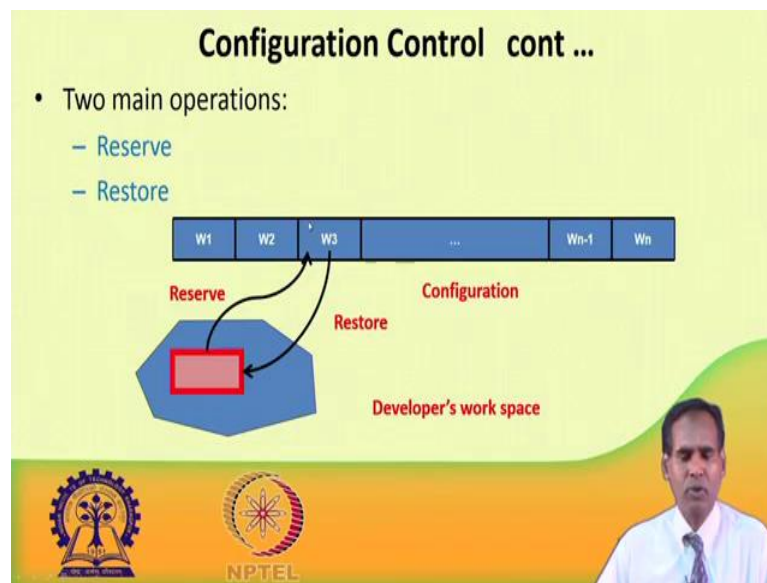 Configuration Control cont ...
• Two main operations:
– Reserve
– Restore
W1 W2 W3 ... Wn-1 Wn
Reserve
Configuration
Restore
Developer's work space
1951
NPTEL